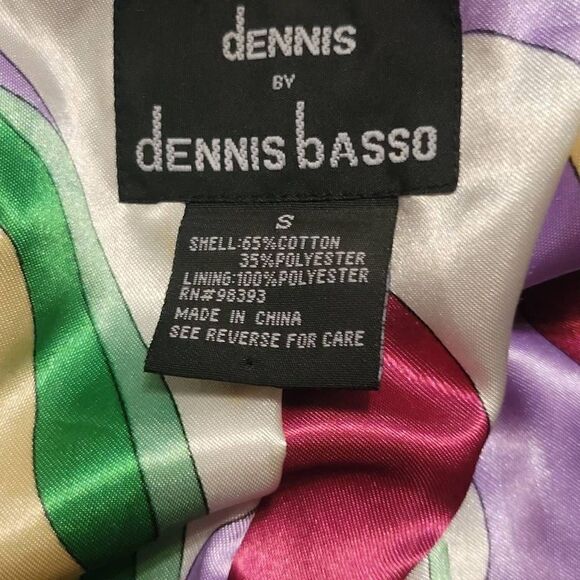 dENNIS
BY
dENNIS bASSO
S
SHELL:65%COTTON
35%POLYESTER
LINING:100%POLYESTER
RN#98393
MADE IN CHINA
SEE REVERSE FOR CARE